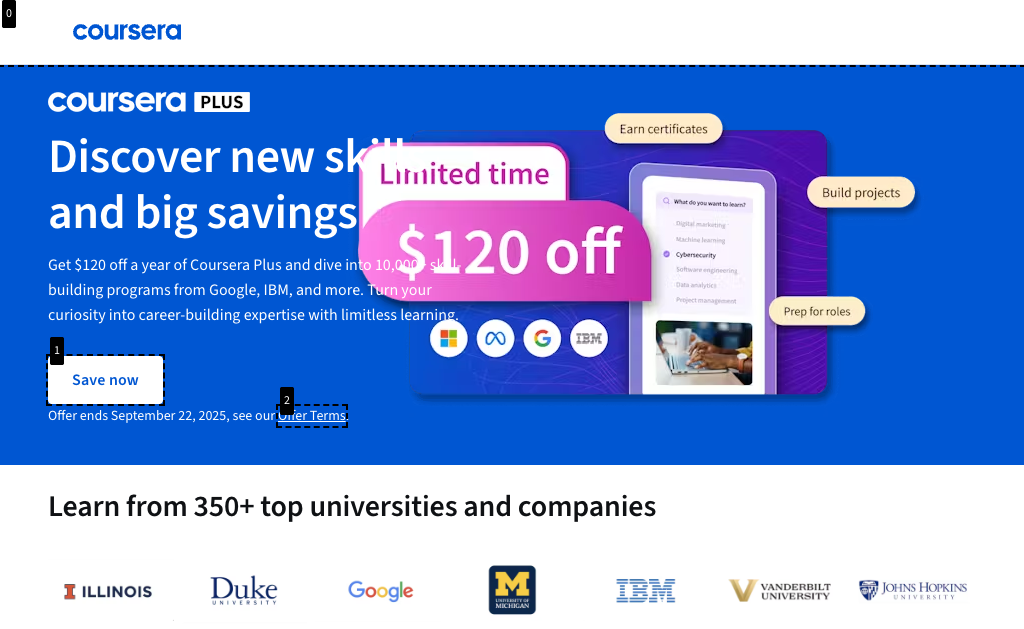 0
coursera
coursera PLUS
Discover new skills
and big savings
Get $120 off a year of Coursera Plus and dive into 10,000+ skill-
building programs from Google, IBM, and more. Turn your
curiosity into career-building expertise with limitless learning.
1
Save now
2
Offer ends September 22, 2025, see our Offer Terms.
Limited time
$120 off
IBM
Earn certificates
Build projects
Prep for roles
What do you want to learn?
Digital marketing
Machine learning
Cybersecurity
Software engineering
Data analytics
Project management
Learn from 350+ top universities and companies
ILLINOIS
Duke
UNIVERSITY
Google
M
UNIVERSITY OF
MICHIGAN
IBM
VANDERBILT
UNIVERSITY
JOHNS HOPKINS
UNIVERSITY